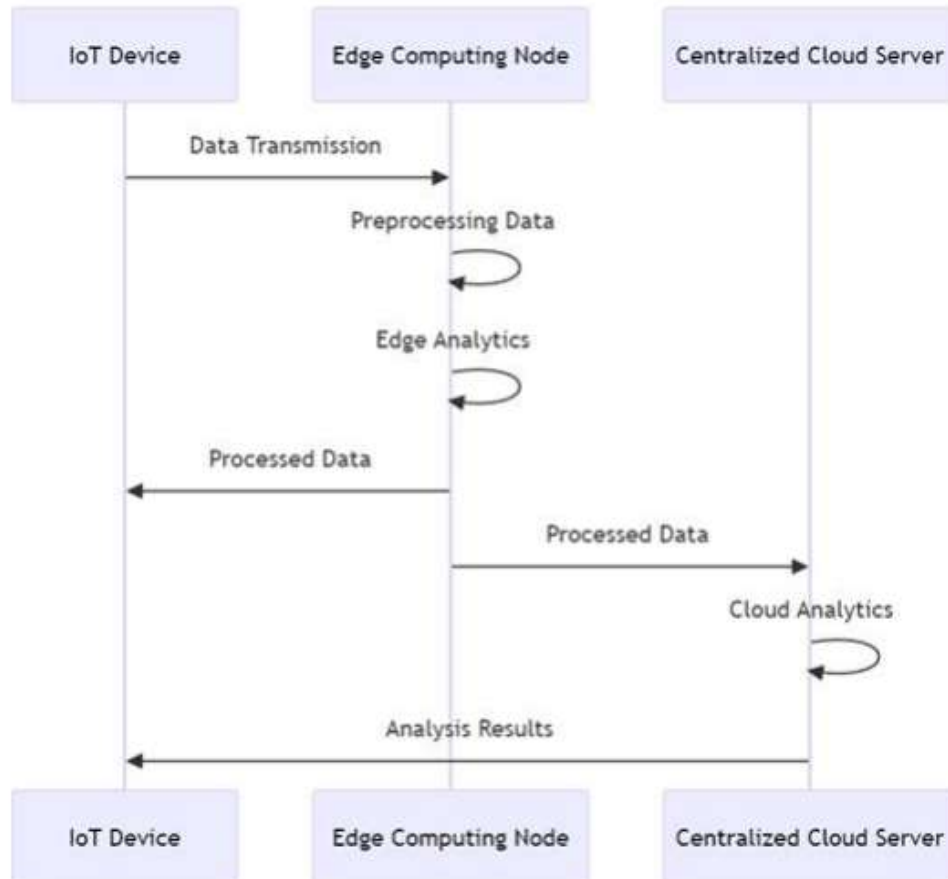 IoT Device
Edge Computing Node
Centralized Cloud Server
Data Transmission
Preprocessing Data
Edge Analytics
Processed Data
Processed Data
Cloud Analytics
Analysis Results
IoT Device
Edge Computing Node
Centralized Cloud Server